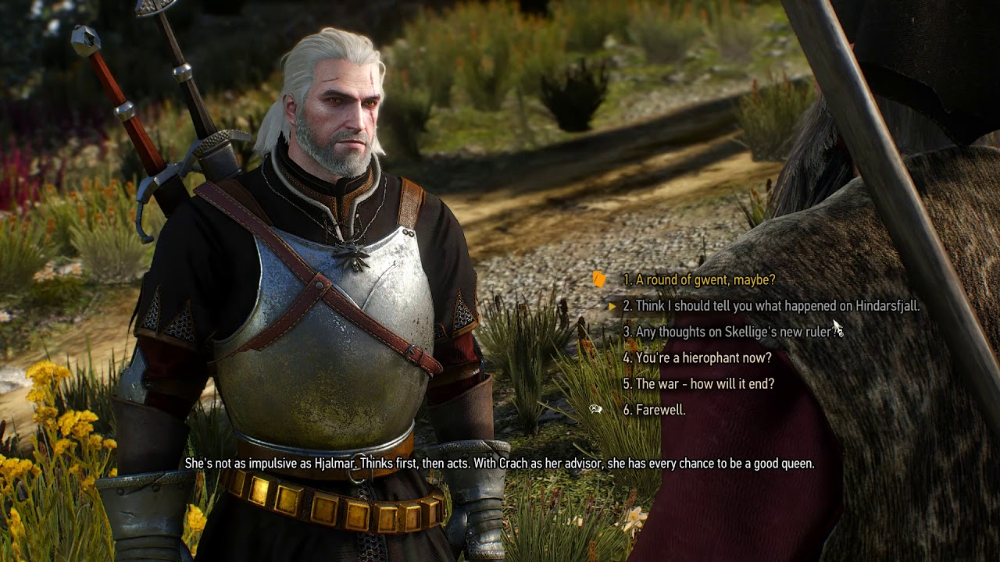 1. A round of gwent, maybe?
2. Think I should tell you what happened on Hindarsfjall.
3. Any thoughts on Skellige's new ruler?
4. You're a hierophant now?
5. The war - how will it end?
6. Farewell.
She's not as impulsive as Hjalmar. Thinks first, then acts. With Crach as her advisor, she has every chance to be a good queen.